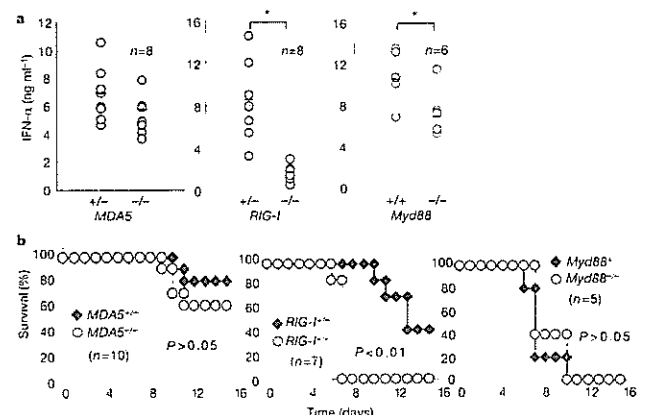 a
IFN-α (ng ml⁻¹)
12
10
8
6
4
2
0
n=8
+/− −/−
MDA5
16
12
8
4
0
*
n=8
+/− −/−
RIG-I
16
12
8
4
0
*
n=6
+/+ −/−
Myd88
b
Survival (%)
100
80
60
40
20
0
MDA5⁺/⁻
MDA5⁻/⁻
(n=10)
P>0.05
0 4 8 12 16
100
80
60
40
20
0
RIG-I⁺/⁻
(n=7)
P<0.01
0 4 8 12 16
100
80
60
40
20
0
Myd88⁺
Myd88⁻/⁻
(n=5)
P>0.05
0 4 8 12 16
Time (days)